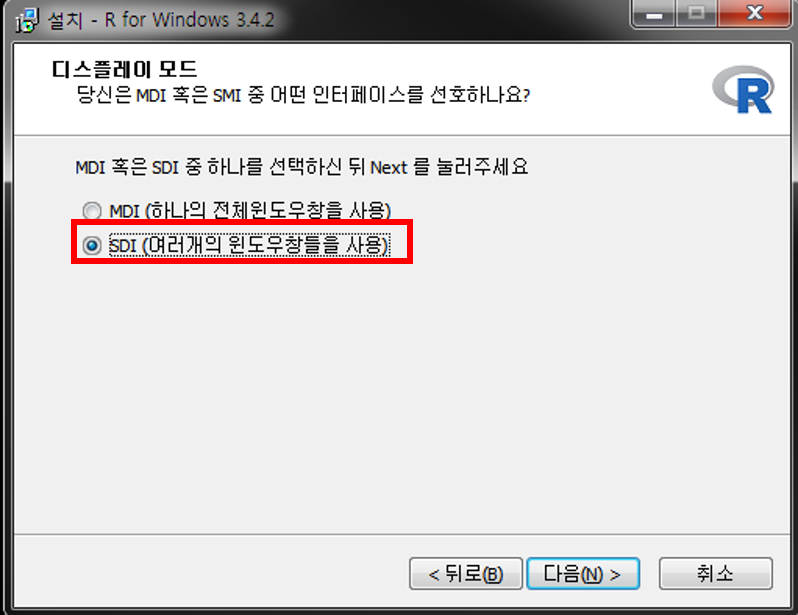 설치 - R for Windows 3.4.2
디스플레이 모드
당신은 MDI 혹은 SMI 중 어떤 인터페이스를 선호하나요?
R
MDI 혹은 SDI 중 하나를 선택하신 뒤 Next 를 눌러주세요
MDI (하나의 전체윈도우창을 사용)
SDI (여러개의 윈도우창들을 사용)
< 뒤로(B) 다음(N) > 취소